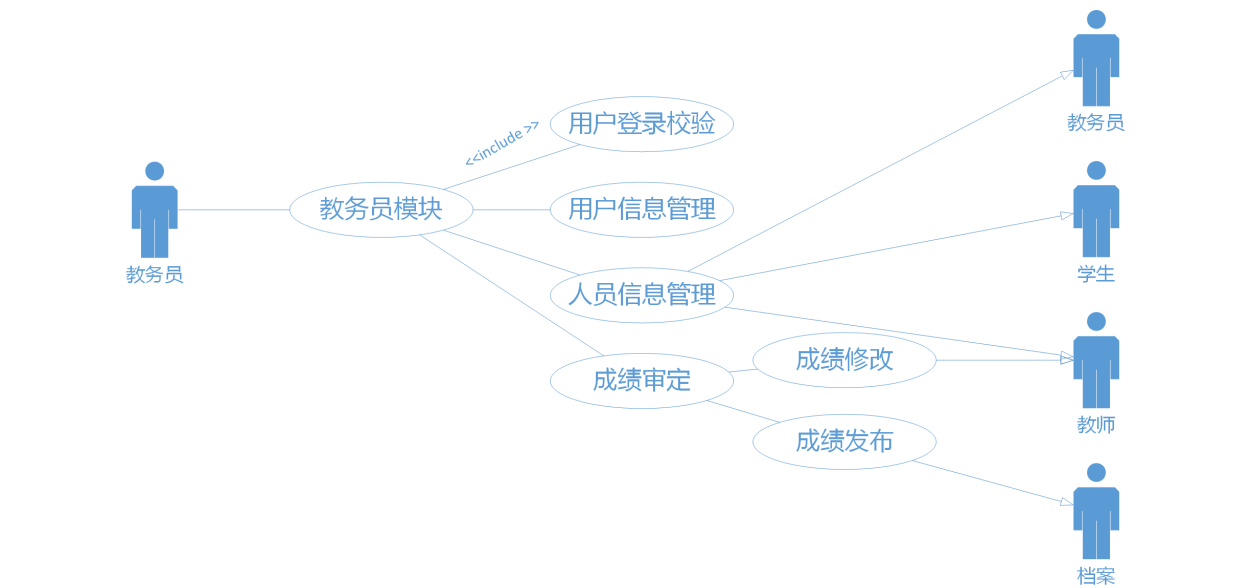 教务员
教务员模块
<<include >>
用户登录校验
用户信息管理
人员信息管理
成绩审定
成绩修改
成绩发布
教务员
学生
教师
档案